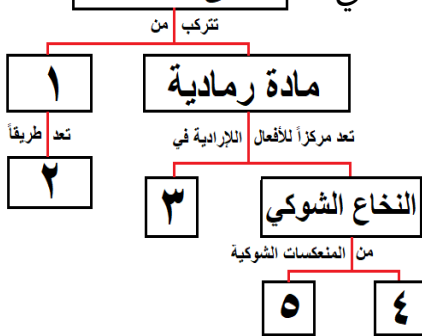 تتركب من
١
مادة رمادية
تعد طريقاً
تعد مركزاً للأفعال اللاإرادية في
٢
٣
النخاع الشوكي
من المنعكسات الشوكية
٥
٤